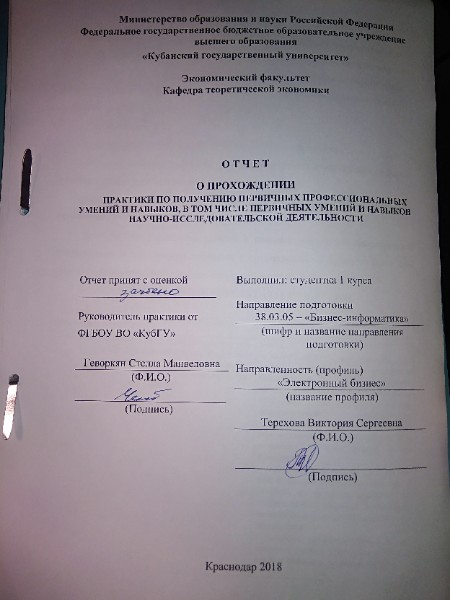 Министерство образования и науки Российской Федерации
Федеральное государственное бюджетное образовательное учреждение
высшего образования
«Кубанский государственный университет»
Экономический факультет
Кафедра теоретической экономики
ОТЧЕТ
О ПРОХОЖДЕНИИ
ПРАКТИКИ ПО ПОЛУЧЕНИЮ ПЕРВИЧНЫХ ПРОФЕССИОНАЛЬНЫХ
УМЕНИЙ И НАВЫКОВ, В ТОМ ЧИСЛЕ ПЕРВИЧНЫХ УМЕНИЙ И НАВЫКОВ
НАУЧНО-ИССЛЕДОВАТЕЛЬСКОЙ ДЕЯТЕЛЬНОСТИ
Отчет принят с оценкой
зачтено
Руководитель практики от
ФГБОУ ВО «КубГУ»
Геворкян Стелла Манвеловна
(Ф.И.О.)
(Подпись)
Выполнил: студентка 1 курса
Направление подготовки
38.03.05 – «Бизнес-информатика»
(шифр и название направления
подготовки)
Направленность (профиль)
«Электронный бизнес»
(название профиля)
Терехова Виктория Сергеевна
(Ф.И.О.)
(Подпись)
Краснодар 2018